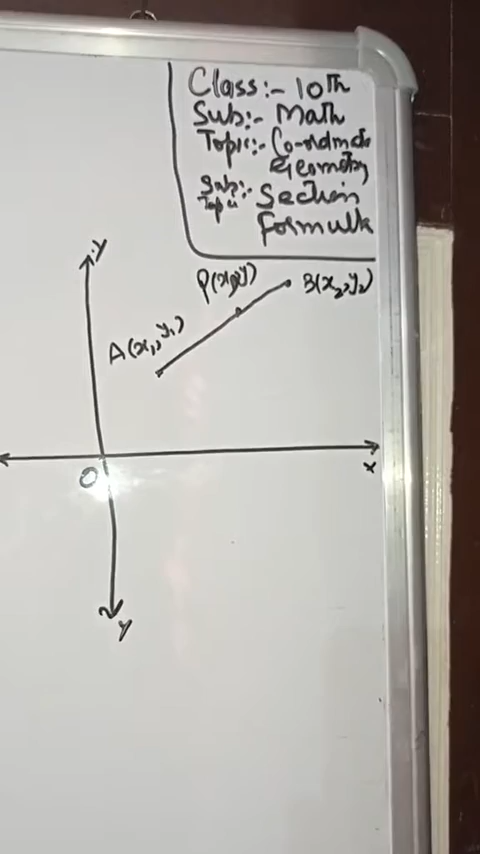 Class:- 10th
Sub:- Math
Topic:- Co-ordinate
Geometry
Sub:- Section
Topic
Formula
y
P(x,y)
B(x2,y2)
A(x1,y1)
O
x
y